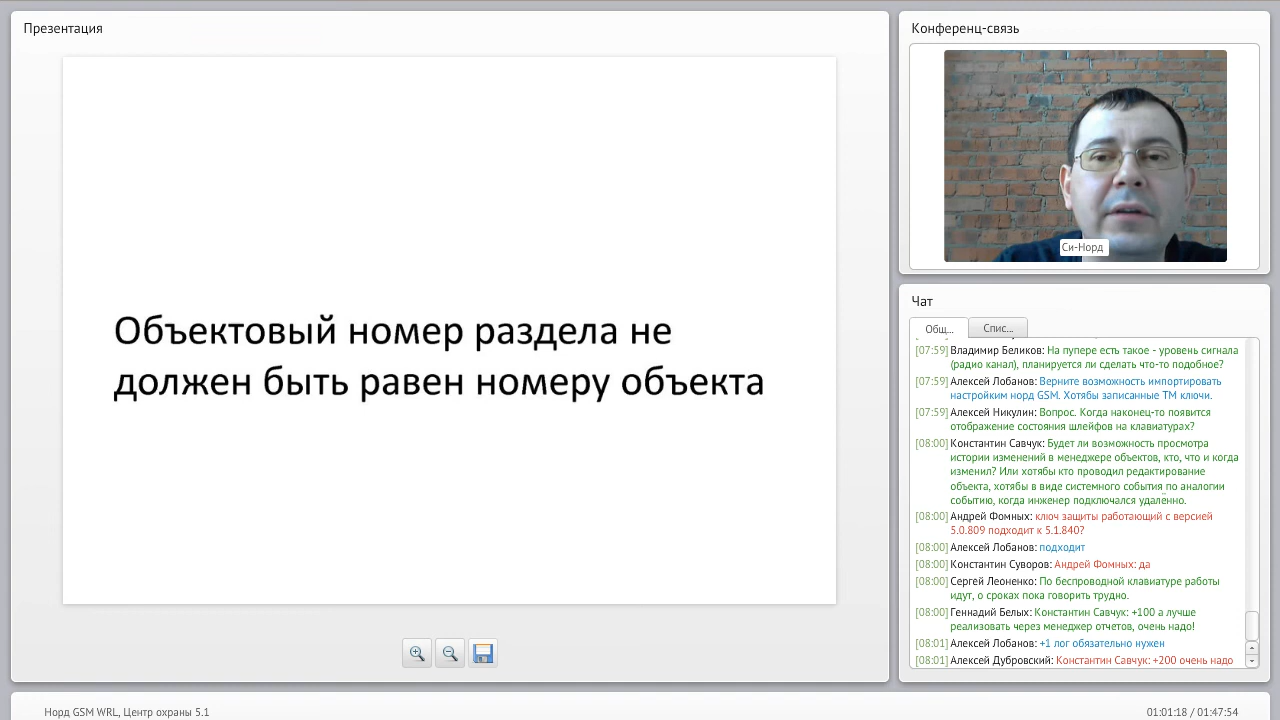 Презентация
Объектовый номер раздела не
должен быть равен номеру объекта
Конференц-связь
Си-Норд
Чат
Общ...
Спис...
[07:59] Владимир Беликов: На пупере есть такое - уровень сигнала
(радио канал), планируется ли сделать что-то подобное?
[07:59] Алексей Лобанов: Верните возможность импортировать
настройким норд GSM. Хотябы записанные ТМ ключи.
[07:59] Алексей Никулин: Вопрос. Когда наконец-то появится
отображение состояния шлейфов на клавиатурах?
[08:00] Константин Савчук: Будет ли возможность просмотра
истории изменений в менеджере объектов, кто, что и когда
изменил? Или хотябы кто проводил редактирование
объекта, хотябы в виде системного события по аналогии
событию, когда инженер подключался удалённо.
[08:00] Андрей Фомных: ключ защиты работающий с версией
5.0.809 подходит к 5.1.840?
[08:00] Алексей Лобанов: подходит
[08:00] Константин Суворов: Андрей Фомных: да
[08:00] Сергей Леоненко: По беспроводной клавиатуре работы
идут, о сроках пока говорить трудно.
[08:00] Геннадий Белых: Константин Савчук: +100 а лучше
реализовать через менеджер отчетов, очень надо!
[08:01] Алексей Лобанов: +1 лог обязательно нужен
[08:01] Алексей Дубровский: Константин Савчук: +200 очень надо
Норд GSM WRL, Центр охраны 5.1
01:01:18 / 01:47:54